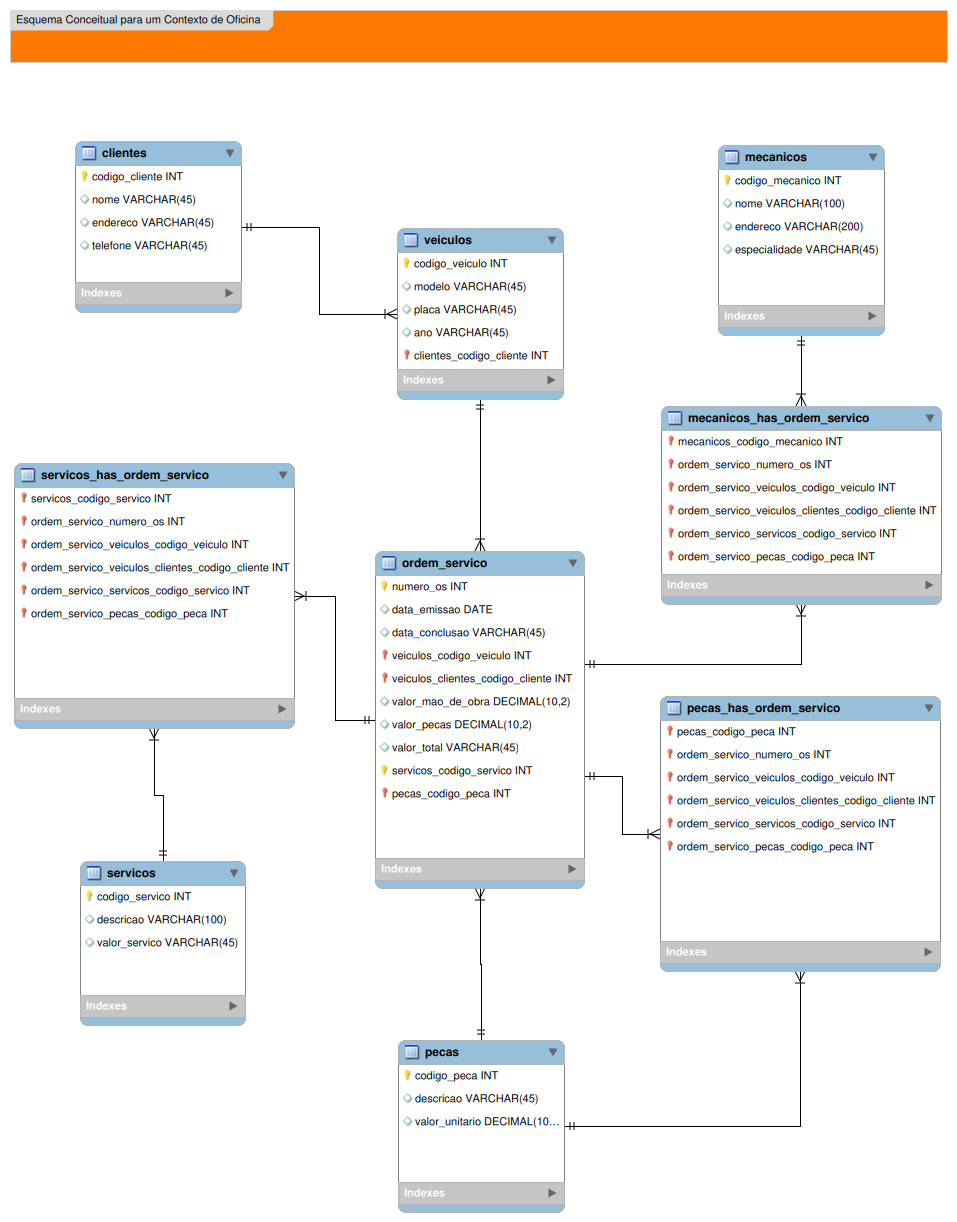 Esquema Conceitual para um Contexto de Oficina
clientes
codigo_cliente INT
nome VARCHAR(45)
endereco VARCHAR(45)
telefone VARCHAR(45)
Indexes
mecanicos
codigo_mecanico INT
nome VARCHAR(100)
endereco VARCHAR(200)
especialidade VARCHAR(45)
Indexes
veiculos
codigo_veiculo INT
modelo VARCHAR(45)
placa VARCHAR(45)
ano VARCHAR(45)
clientes_codigo_cliente INT
Indexes
mecanicos_has_ordem_servico
mecanicos_codigo_mecanico INT
ordem_servico_numero_os INT
ordem_servico_veiculos_codigo_veiculo INT
ordem_servico_veiculos_clientes_codigo_cliente INT
ordem_servico_servicos_codigo_servico INT
ordem_servico_pecas_codigo_peca INT
Indexes
servicos_has_ordem_servico
servicos_codigo_servico INT
ordem_servico_numero_os INT
ordem_servico_veiculos_codigo_veiculo INT
ordem_servico_veiculos_clientes_codigo_cliente INT
ordem_servico_servicos_codigo_servico INT
ordem_servico_pecas_codigo_peca INT
Indexes
ordem_servico
numero_os INT
data_emissao DATE
data_conclusao VARCHAR(45)
veiculos_codigo_veiculo INT
veiculos_clientes_codigo_cliente INT
valor_mao_de_obra DECIMAL(10,2)
valor_pecas DECIMAL(10,2)
valor_total VARCHAR(45)
servicos_codigo_servico INT
pecas_codigo_peca INT
Indexes
pecas_has_ordem_servico
pecas_codigo_peca INT
ordem_servico_numero_os INT
ordem_servico_veiculos_codigo_veiculo INT
ordem_servico_veiculos_clientes_codigo_cliente INT
ordem_servico_servicos_codigo_servico INT
ordem_servico_pecas_codigo_peca INT
Indexes
servicos
codigo_servico INT
descricao VARCHAR(100)
valor_servico VARCHAR(45)
Indexes
pecas
codigo_peca INT
descricao VARCHAR(45)
valor_unitario DECIMAL(10...
Indexes